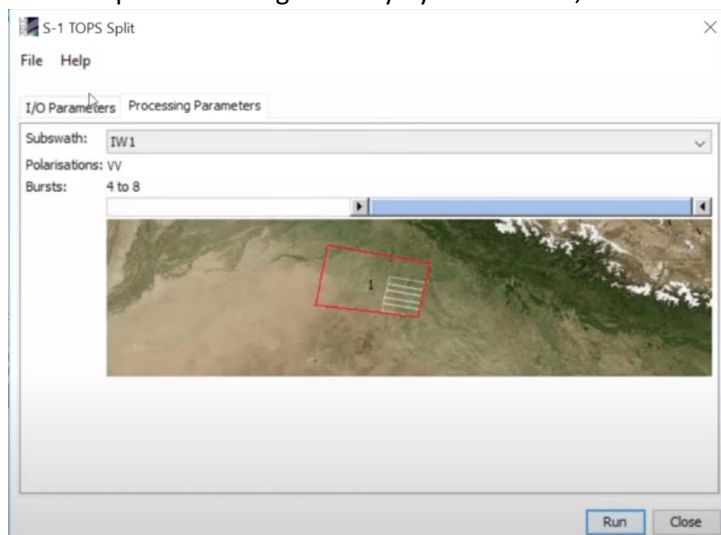 S-1 TOPS Split
File Help
I/O Parameters Processing Parameters
Subswath: IW1
Polarisations: VV
Bursts: 4 to 8
1
Run Close